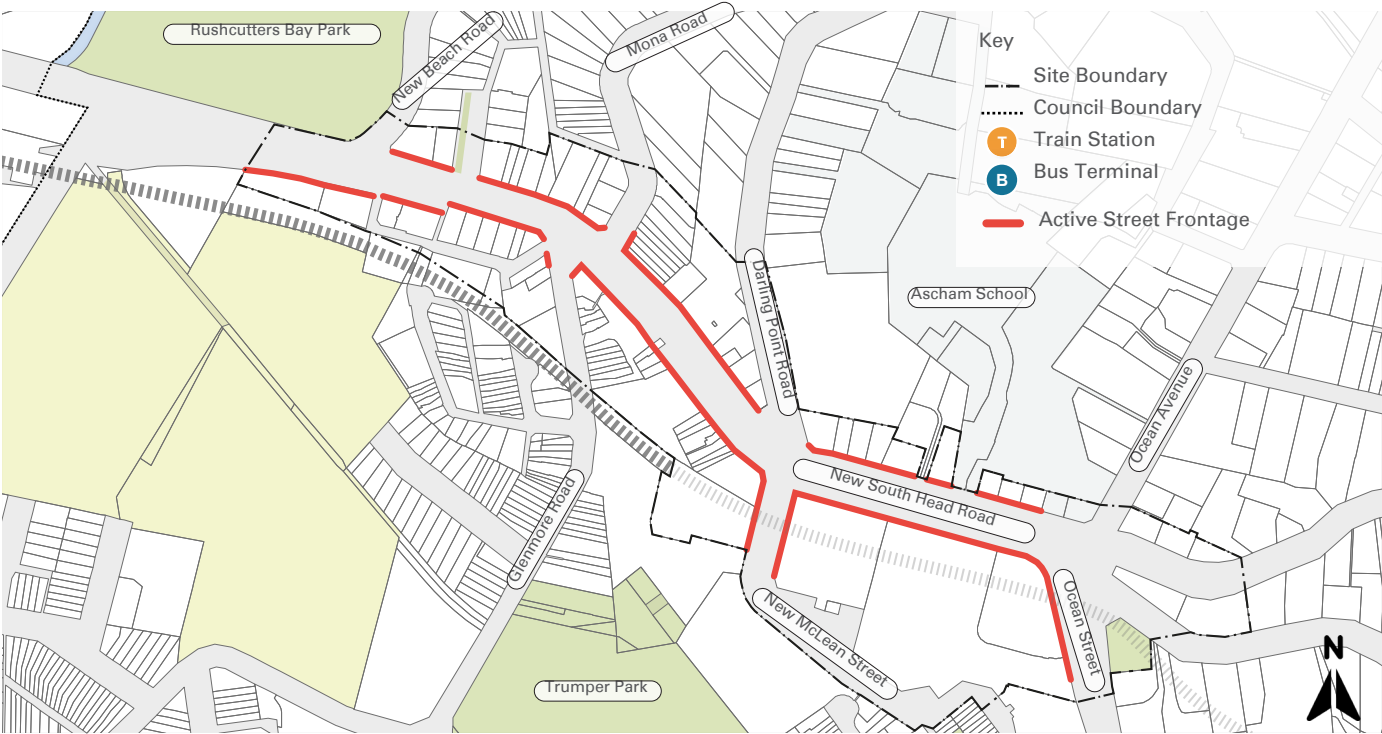 Rushcutters Bay Park
New Beach Road
Mona Road
Key
Site Boundary
Council Boundary
T
Train Station
B
Bus Terminal
Active Street Frontage
Darling Point Road
Ascham School
Ocean Avenue
New South Head Road
Glenmore Road
New McLean Street
Ocean Street
Trumper Park
N